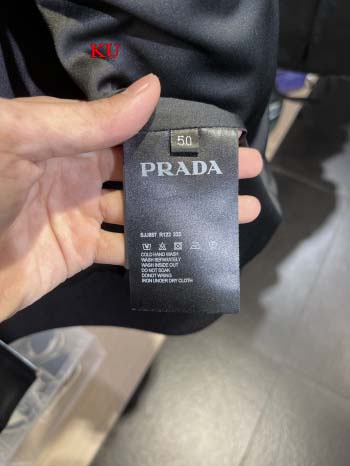 KU
50
PRADA
SJJ887 R122 222
COLD HAND WASH
WASH SEPARATELY
WASH INSIDE OUT
DO NOT SOAK
DO NOT WRING
IRON UNDER DRY CLOTH